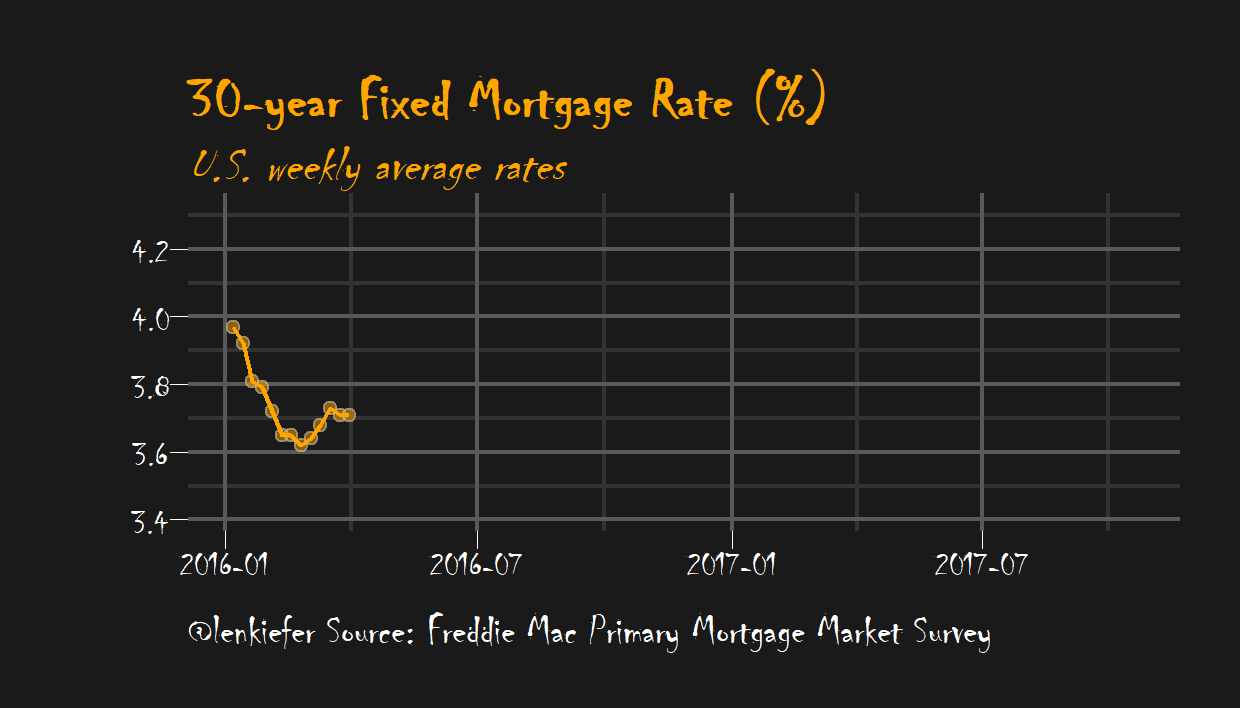 30-year Fixed Mortgage Rate (%)
U.S. weekly average rates
4.2
4.0
3.8
3.6
3.4
2016-01 2016-07 2017-01 2017-07
@lenkiefer Source: Freddie Mac Primary Mortgage Market Survey